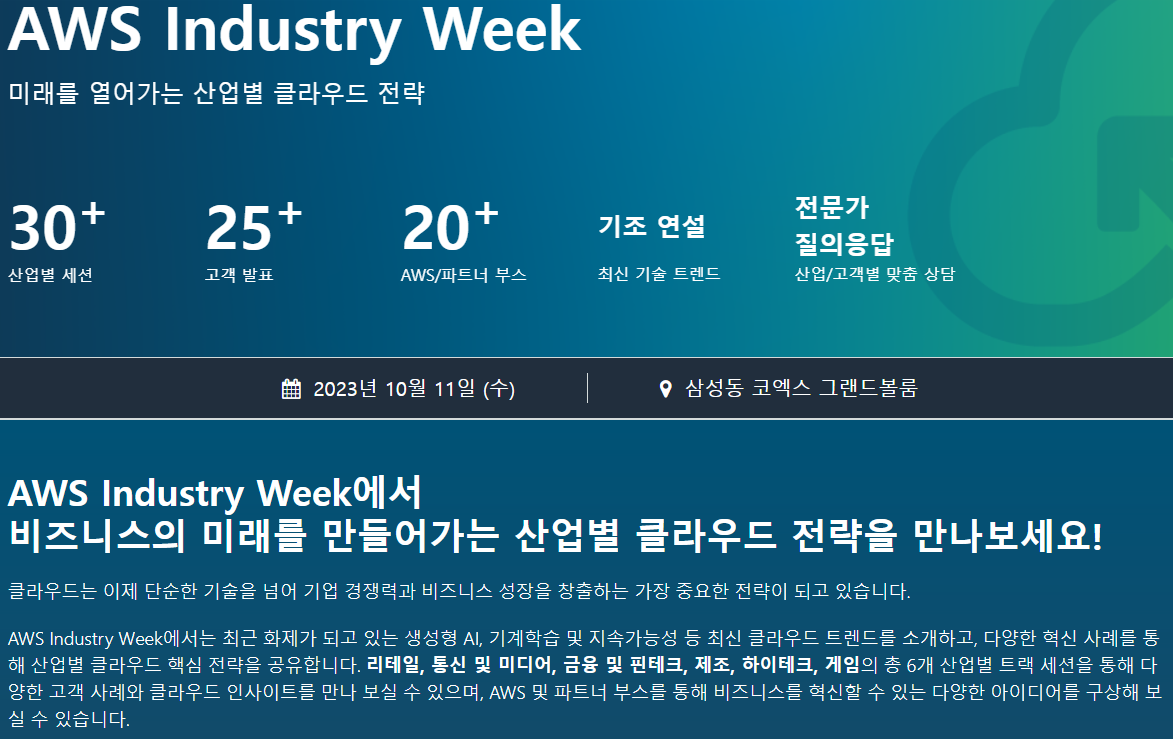 AWS Industry Week
미래를 열어가는 산업별 클라우드 전략
30+
산업별 세션
25+
고객 발표
20+
AWS/파트너 부스
기조 연설
최신 기술 트렌드
전문가
질의응답
산업/고객별 맞춤 상담
2023년 10월 11일 (수)
삼성동 코엑스 그랜드볼룸
AWS Industry Week에서
비즈니스의 미래를 만들어가는 산업별 클라우드 전략을 만나보세요!
클라우드는 이제 단순한 기술을 넘어 기업 경쟁력과 비즈니스 성장을 창출하는 가장 중요한 전략이 되고 있습니다.
AWS Industry Week에서는 최근 화제가 되고 있는 생성형 AI, 기계학습 및 지속가능성 등 최신 클라우드 트렌드를 소개하고, 다양한 혁신 사례를 통
해 산업별 클라우드 핵심 전략을 공유합니다. 리테일, 통신 및 미디어, 금융 및 핀테크, 제조, 하이테크, 게임의 총 6개 산업별 트랙 세션을 통해 다
양한 고객 사례와 클라우드 인사이트를 만나 보실 수 있으며, AWS 및 파트너 부스를 통해 비즈니스를 혁신할 수 있는 다양한 아이디어를 구상해 보
실 수 있습니다.